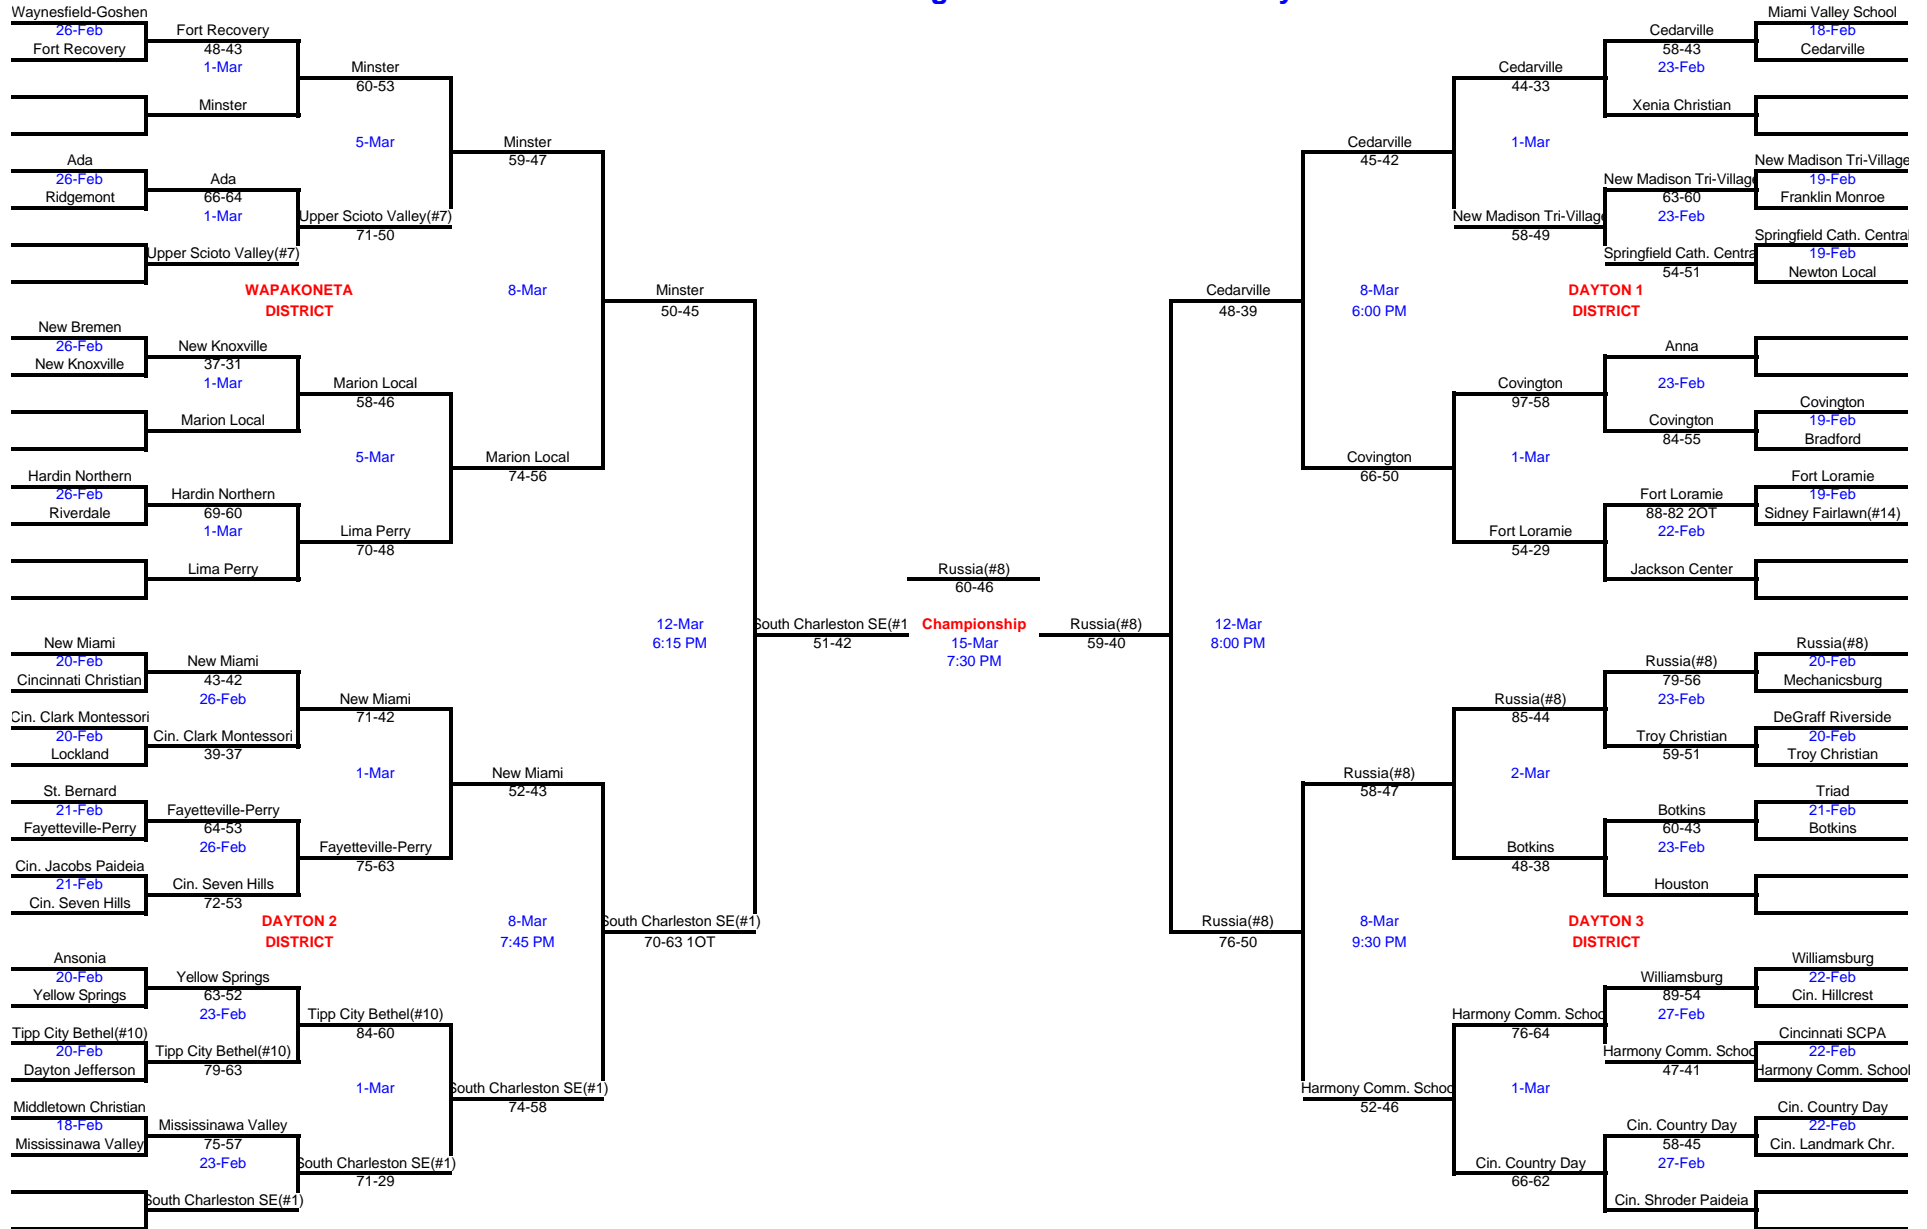 Waynesfield-Goshen
26-Feb
Fort Recovery
Fort Recovery
48-43
1-Mar
Minster
Minster
60-53
5-Mar
Ada
26-Feb
Ridgemont
Ada
66-64
1-Mar
Upper Scioto Valley(#7)
Upper Scioto Valley(#7)
71-50
Minster
59-47
WAPAKONETA
DISTRICT
8-Mar
New Bremen
26-Feb
New Knoxville
New Knoxville
37-31
1-Mar
Marion Local
Marion Local
58-46
5-Mar
Hardin Northern
26-Feb
Riverdale
Hardin Northern
69-60
1-Mar
Lima Perry
Lima Perry
70-48
Marion Local
74-56
Minster
50-45
12-Mar
6:15 PM
New Miami
20-Feb
Cincinnati Christian
New Miami
43-42
26-Feb
Cin. Clark Montessori
20-Feb
Lockland
Cin. Clark Montessori
39-37
New Miami
71-42
1-Mar
St. Bernard
21-Feb
Fayetteville-Perry
Fayetteville-Perry
64-53
26-Feb
Cin. Jacobs Paideia
21-Feb
Cin. Seven Hills
Cin. Seven Hills
72-53
Fayetteville-Perry
75-63
New Miami
52-43
DAYTON 2
DISTRICT
8-Mar
7:45 PM
Ansonia
20-Feb
Yellow Springs
Yellow Springs
63-52
23-Feb
Tipp City Bethel(#10)
20-Feb
Dayton Jefferson
Tipp City Bethel(#10)
79-63
Tipp City Bethel(#10)
84-60
1-Mar
Middletown Christian
18-Feb
Mississinawa Valley
Mississinawa Valley
75-57
23-Feb
South Charleston SE(#1)
South Charleston SE(#1)
71-29
South Charleston SE(#1)
74-58
South Charleston SE(#1)
70-63 1OT
South Charleston SE(#1
51-42
Russia(#8)
60-46
Championship
15-Mar
7:30 PM
Russia(#8)
59-40
12-Mar
8:00 PM
Cedarville
48-39
Cedarville
45-42
8-Mar
6:00 PM
DAYTON 1
DISTRICT
Cedarville
44-33
1-Mar
Cedarville
58-43
23-Feb
Xenia Christian
Miami Valley School
18-Feb
Cedarville
New Madison Tri-Village
58-49
New Madison Tri-Village
63-60
23-Feb
New Madison Tri-Village
19-Feb
Franklin Monroe
Springfield Cath. Centra
54-51
Springfield Cath. Central
19-Feb
Newton Local
Covington
66-50
Covington
97-58
1-Mar
Anna
23-Feb
Covington
84-55
Covington
19-Feb
Bradford
Fort Loramie
54-29
Fort Loramie
88-82 2OT
22-Feb
Jackson Center
Fort Loramie
19-Feb
Sidney Fairlawn(#14)
Russia(#8)
76-50
Russia(#8)
58-47
8-Mar
9:30 PM
DAYTON 3
DISTRICT
Russia(#8)
85-44
2-Mar
Russia(#8)
79-56
23-Feb
Russia(#8)
20-Feb
Mechanicsburg
Troy Christian
59-51
DeGraff Riverside
20-Feb
Troy Christian
Botkins
48-38
Botkins
60-43
23-Feb
Houston
Triad
21-Feb
Botkins
Harmony Comm. Schoo
52-46
Harmony Comm. Schoo
76-64
1-Mar
Williamsburg
89-54
27-Feb
Williamsburg
22-Feb
Cin. Hillcrest
Harmony Comm. Schoo
47-41
Cincinnati SCPA
22-Feb
Harmony Comm. School
Cin. Country Day
66-62
Cin. Country Day
58-45
27-Feb
Cin. Shroder Paideia
Cin. Country Day
22-Feb
Cin. Landmark Chr.